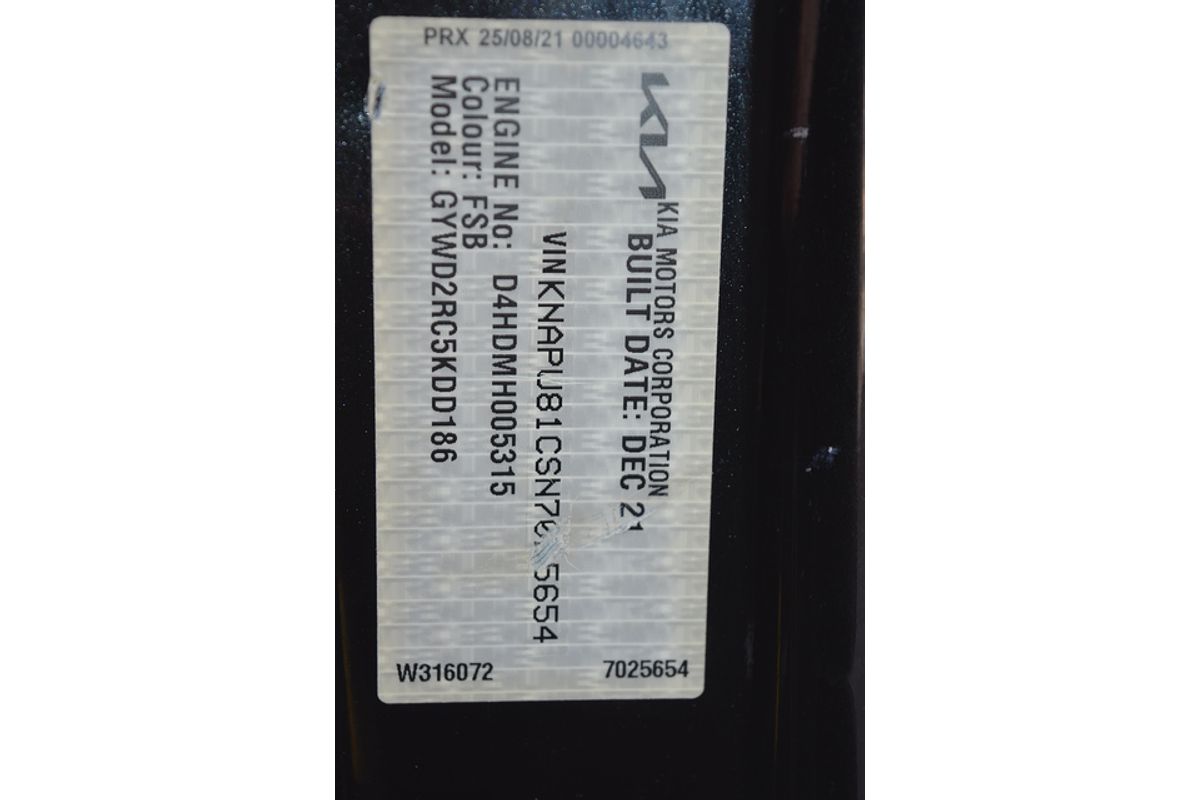 PRX 25/08/21 00004643
KIA
KIA MOTORS CORPORATION
BUILT DATE: DEC 21
ENGINE No: D4HDMH005315
Colour: FSB
Model: GYWD2RC5KDD186
W316072
7025654